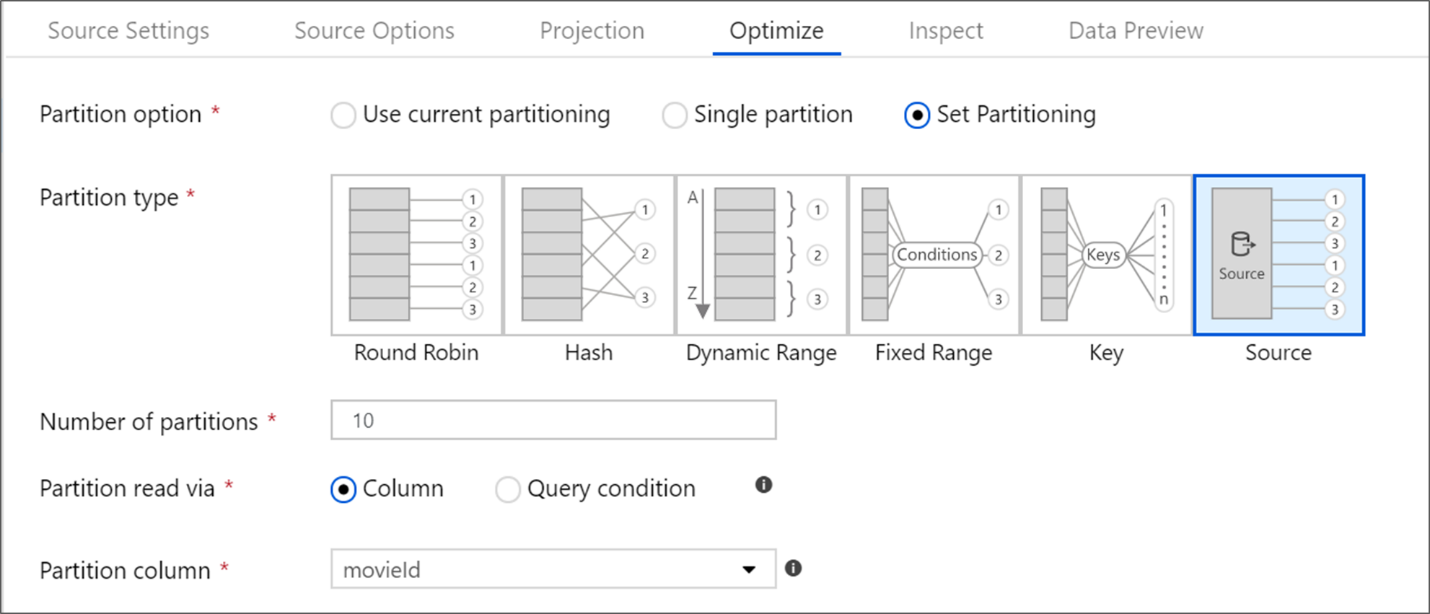 Source Settings Source Options Projection Optimize Inspect Data Preview
Partition option * Use current partitioning Single partition Set Partitioning
Partition type *
1 2 3 1 2 3
1 2 3
A Z 1 2 3
Conditions 1 2 3
Keys 1 n
Source 1 2 3 1 2 3
Round Robin Hash Dynamic Range Fixed Range Key Source
Number of partitions * 10
Partition read via * Column Query condition i
Partition column * movieId i